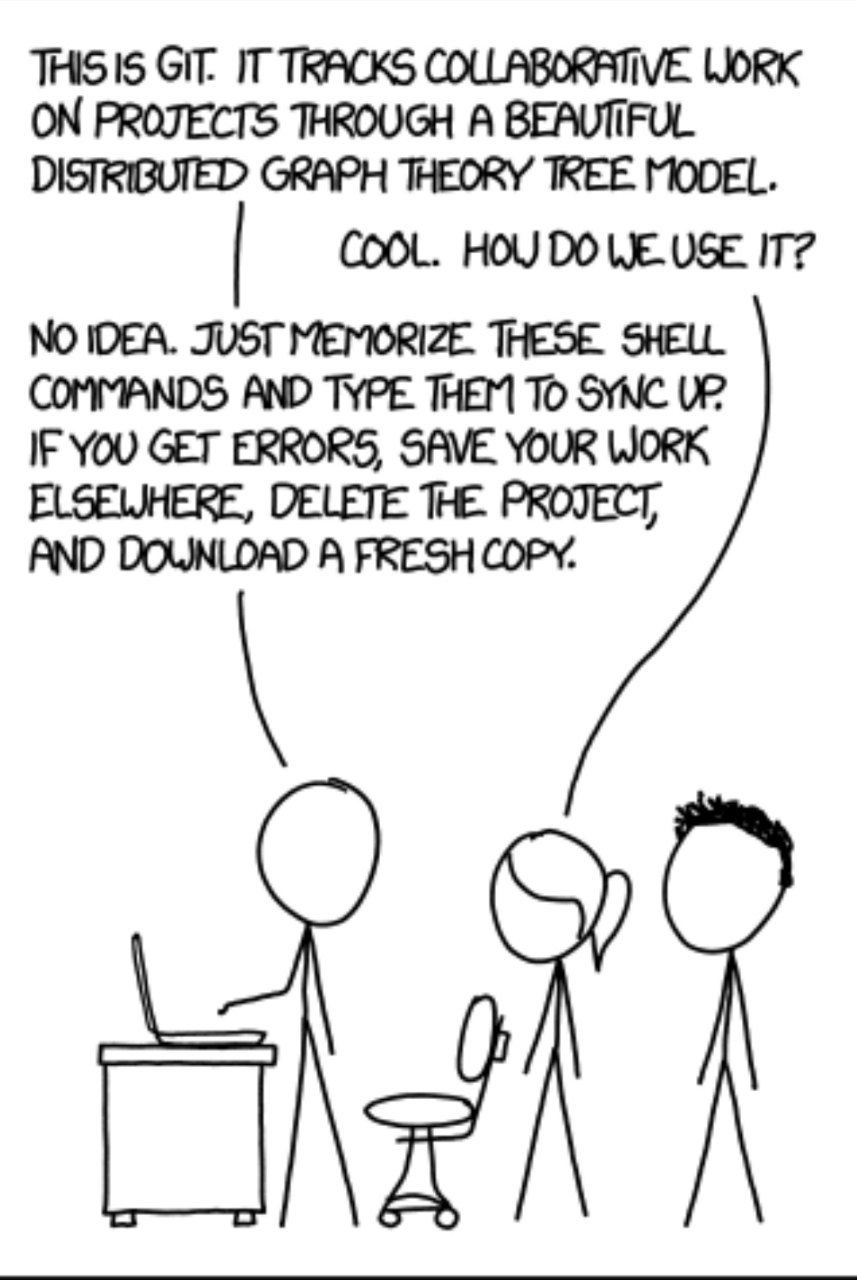 THIS IS GIT. IT TRACKS COLLABORATIVE WORK
ON PROJECTS THROUGH A BEAUTIFUL
DISTRIBUTED GRAPH THEORY TREE MODEL.
COOL. HOW DO WE USE IT?
NO IDEA. JUST MEMORIZE THESE SHELL
COMMANDS AND TYPE THEM TO SYNC UP.
IF YOU GET ERRORS, SAVE YOUR WORK
ELSEWHERE, DELETE THE PROJECT,
AND DOWNLOAD A FRESH COPY.